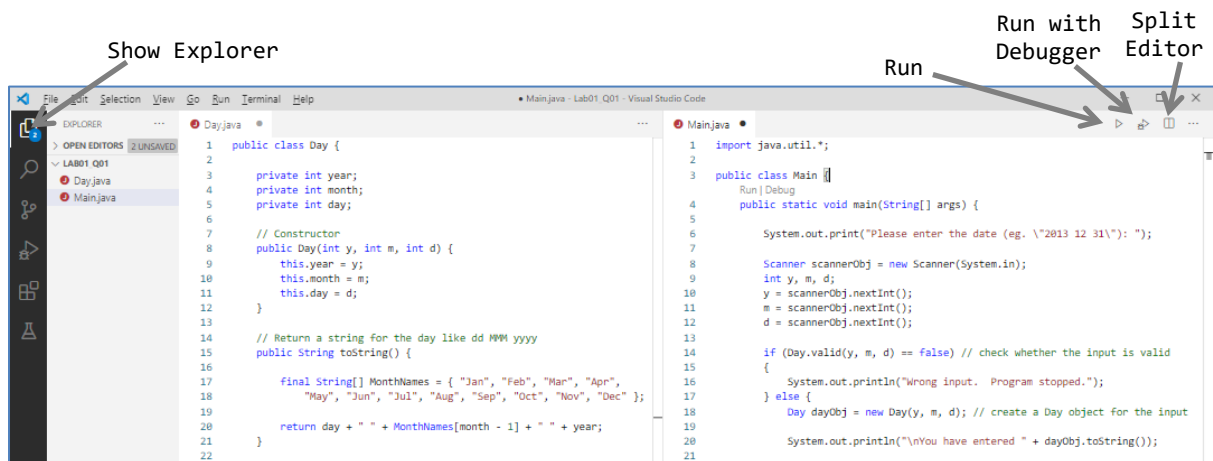 Show Explorer
Run
Run with Debugger
Split Editor
File Edit Selection View Go Run Terminal Help
● Main.java - Lab01_Q01 - Visual Studio Code
EXPLORER ...
OPEN EDITORS 2 UNSAVED
LAB01 Q01
Day.java
Main.java
2
Day.java ● ...
1 public class Day {
2
3 private int year;
4 private int month;
5 private int day;
6
7 // Constructor
8 public Day(int y, int m, int d) {
9 this.year = y;
10 this.month = m;
11 this.day = d;
12 }
13
14 // Return a string for the day like dd MMM yyyy
15 public String toString() {
16
17 final String[] MonthNames = { "Jan", "Feb", "Mar", "Apr",
18 "May", "Jun", "Jul", "Aug", "Sep", "Oct", "Nov", "Dec" };
19
20 return day + " " + MonthNames[month - 1] + " " + year;
21 }
22
Main.java ● ...
1 import java.util.*;
2
3 public class Main {
Run | Debug
4 public static void main(String[] args) {
5
6 System.out.print("Please enter the date (eg. \"2013 12 31\"): ");
7
8 Scanner scannerObj = new Scanner(System.in);
9 int y, m, d;
10 y = scannerObj.nextInt();
11 m = scannerObj.nextInt();
12 d = scannerObj.nextInt();
13
14 if (Day.valid(y, m, d) == false) // check whether the input is valid
15 {
16 System.out.println("Wrong input.  Program stopped.");
17 } else {
18 Day dayObj = new Day(y, m, d); // create a Day object for the input
19
20 System.out.println("\nYou have entered " + dayObj.toString());
21